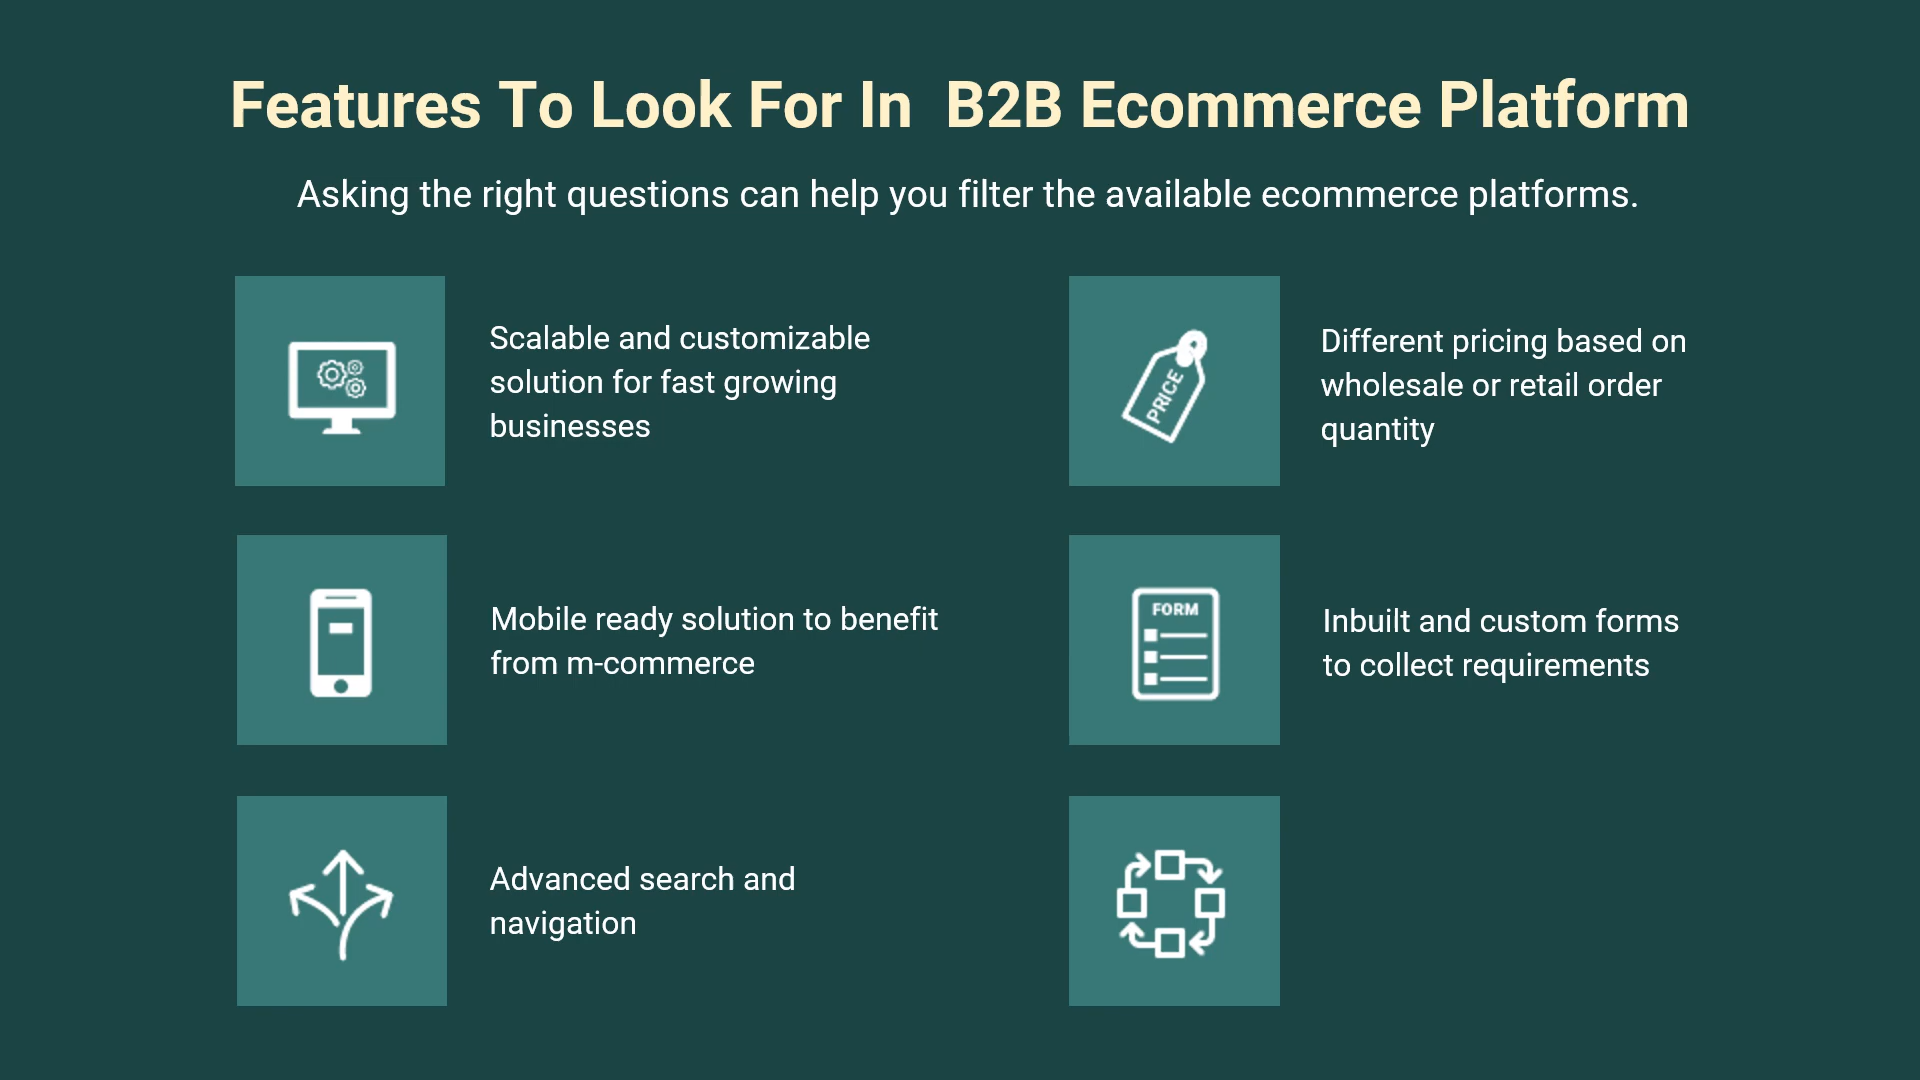 Features To Look For In  B2B Ecommerce Platform
Asking the right questions can help you filter the available ecommerce platforms.
Scalable and customizable
solution for fast growing
businesses
PRICE
Different pricing based on
wholesale or retail order
quantity
Mobile ready solution to benefit
from m-commerce
FORM
Inbuilt and custom forms
to collect requirements
Advanced search and
navigation